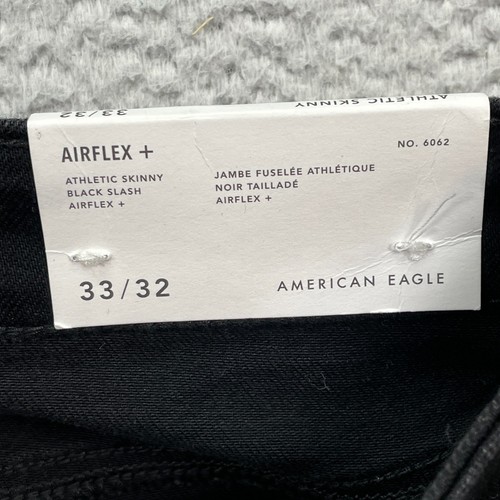 33/32 ATHLETIC SKINNY
AIRFLEX +
NO. 6062
ATHLETIC SKINNY
BLACK SLASH
AIRFLEX +
JAMBE FUSELÉE ATHLÉTIQUE
NOIR TAILLADÉ
AIRFLEX +
33/32
AMERICAN EAGLE